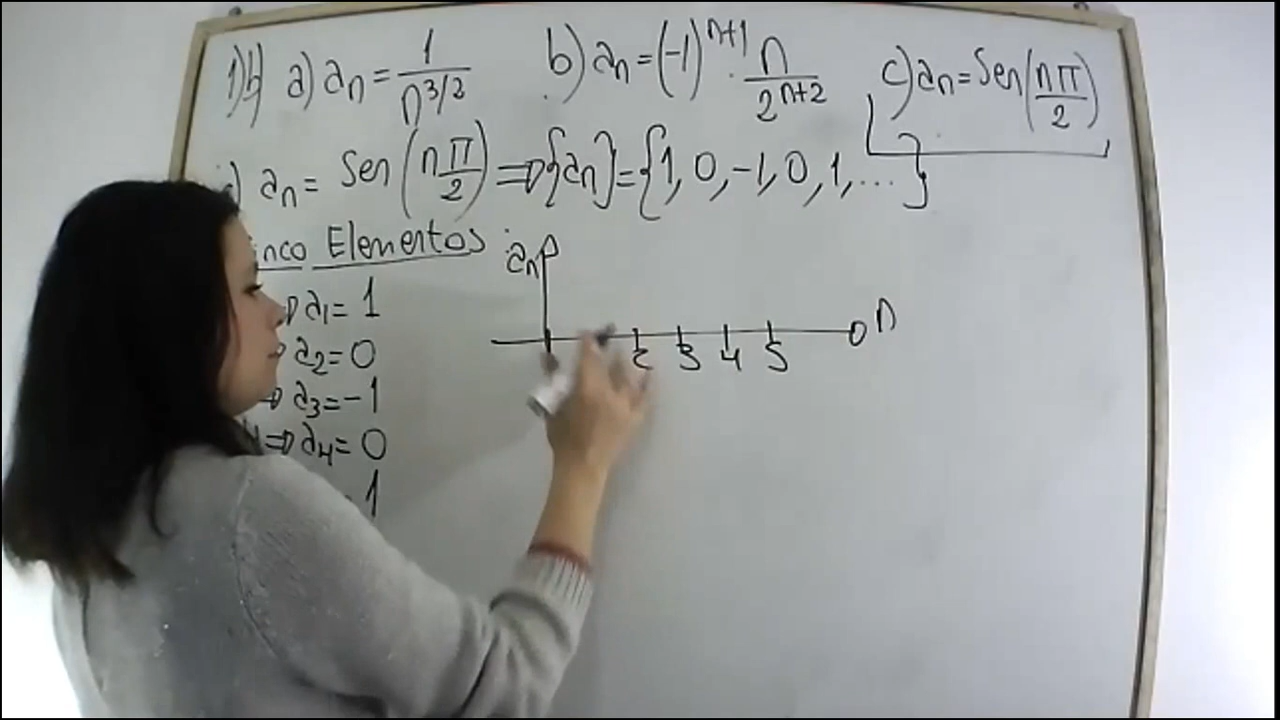 1) b) a) an = 1/n^(3/2) b) an = (-1)^(n+1) · n/2^(n+2) c) an = Sen(nπ/2)
c) an = Sen(nπ/2) ⇒ {an} = {1, 0, -1, 0, 1, ... }
Elementos
⇒ a1 = 1
a2 = 0
⇒ a3 = -1
⇒ a4 = 0
= 1
an
n
2 3 4 5